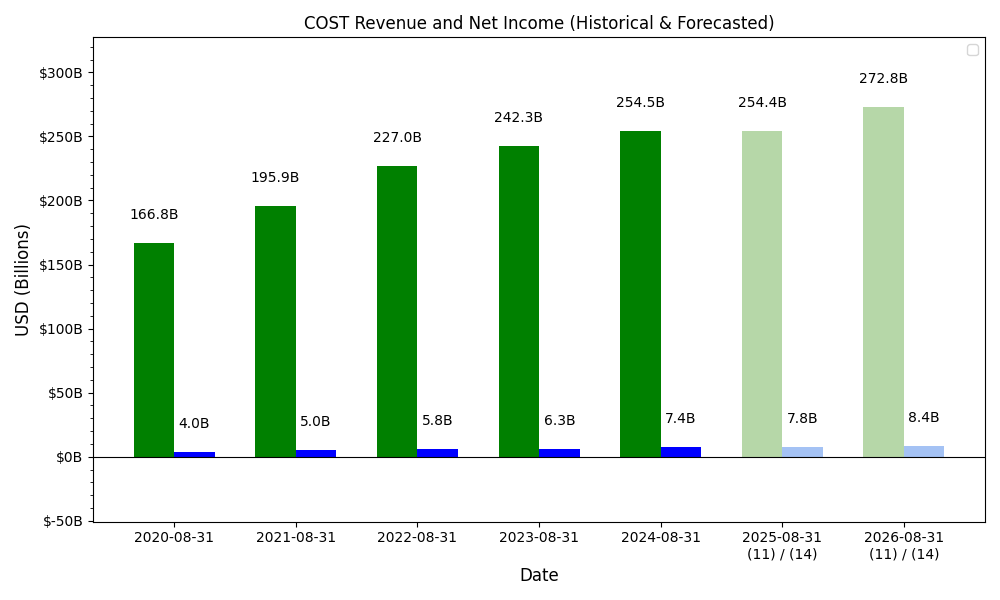 COST Revenue and Net Income (Historical & Forecasted)
$300B
$250B
$200B
$150B
$100B
$50B
$0B
$-50B
USD (Billions)
166.8B
195.9B
227.0B
242.3B
254.5B
254.4B
272.8B
4.0B
5.0B
5.8B
6.3B
7.4B
7.8B
8.4B
2020-08-31
2021-08-31
2022-08-31
2023-08-31
2024-08-31
2025-08-31
(11) / (14)
2026-08-31
(11) / (14)
Date